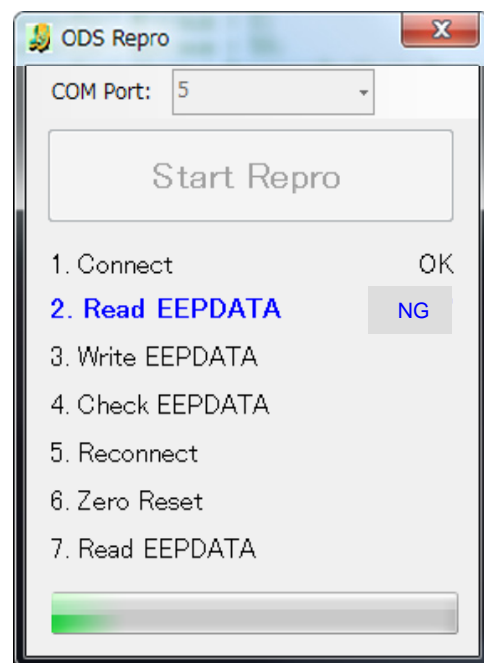 ODS Repro
COM Port: 5
Start Repro
1. Connect OK
2. Read EEPDATA NG
3. Write EEPDATA
4. Check EEPDATA
5. Reconnect
6. Zero Reset
7. Read EEPDATA